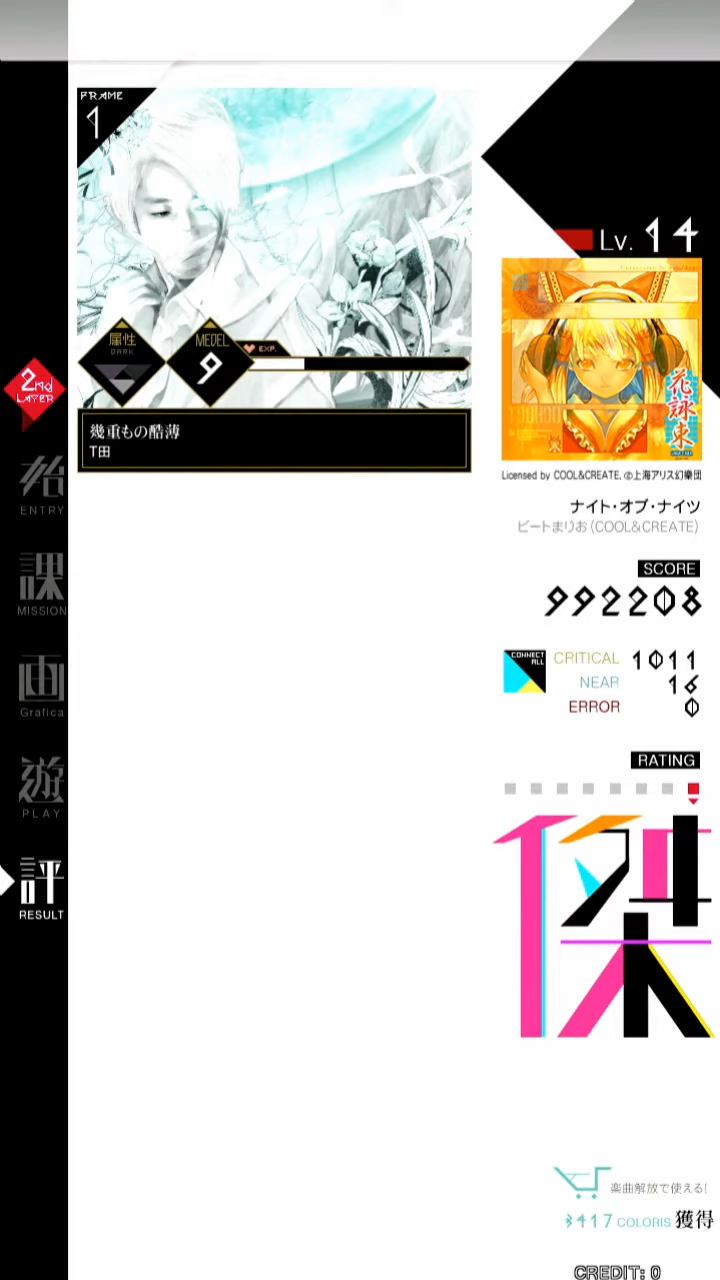 FRAME
1
属性
DARK
MEDEL
9
EXP.
幾重もの酷薄
T田
2nd
LAYER
始
ENTRY
課
MISSION
画
Grafica
遊
PLAY
評
RESULT
Lv. 14
花詠東
Licensed by COOL&CREATE, ©上海アリス幻樂団
ナイト・オブ・ナイツ
ビートまりお(COOL&CREATE)
SCORE
992208
CONNECT
ALL
CRITICAL 1011
NEAR 16
ERROR 0
RATING
傑
楽曲解放で使える!
3417 COLORIS 獲得
CREDIT: 0